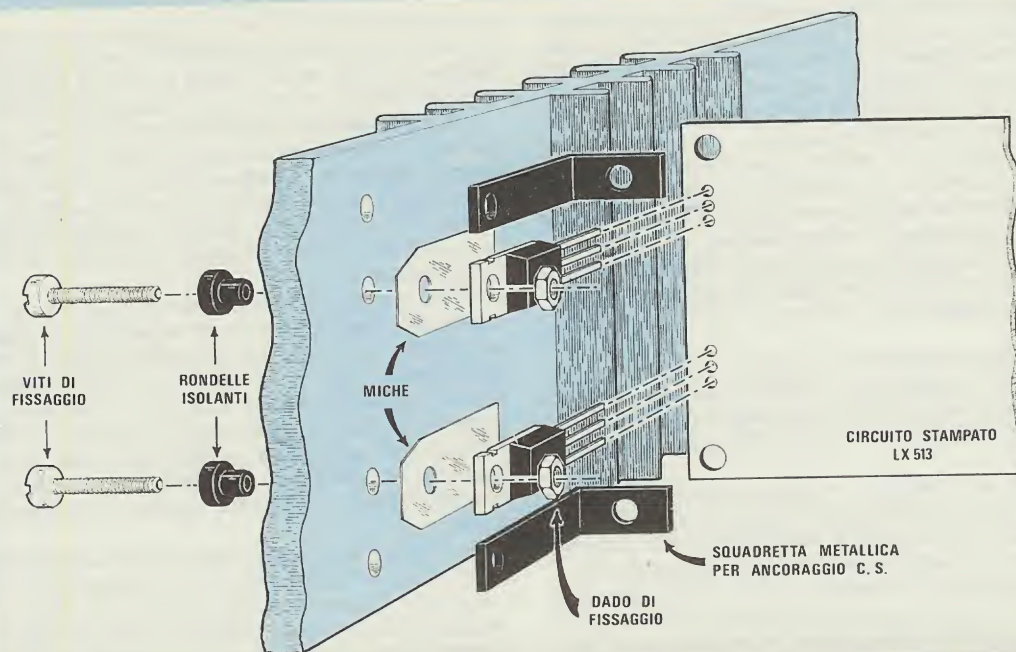 VITI DI
FISSAGGIO
RONDELLE
ISOLANTI
MICHE
CIRCUITO STAMPATO
LX 513
SQUADRETTA METALLICA
PER ANCORAGGIO C. S.
DADO DI
FISSAGGIO